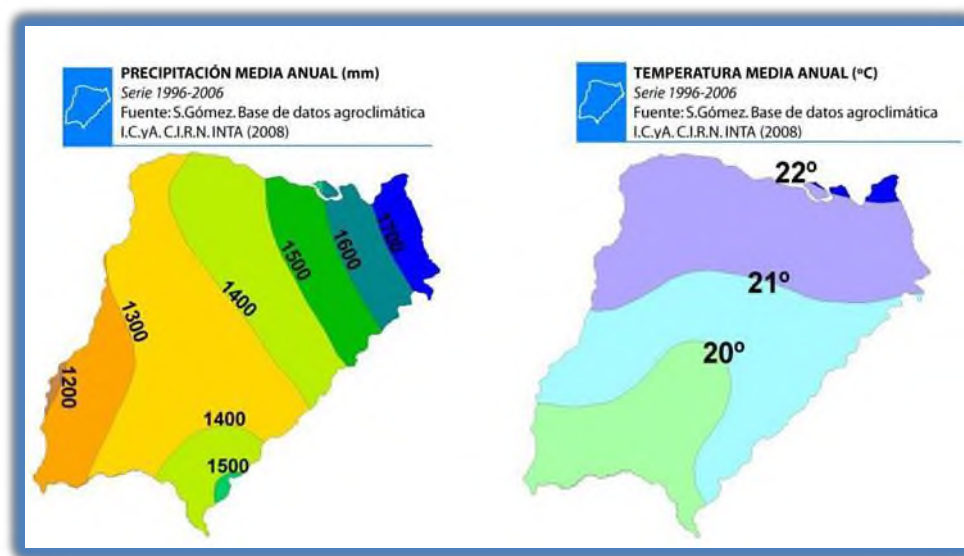 PRECIPITACIÓN MEDIA ANUAL (mm)
Serie 1996-2006
Fuente: S.Gómez. Base de datos agroclimática
I.C.yA. C.I.R.N. INTA (2008)
1700
1600
1500
1400
1300
1200
1400
1500
TEMPERATURA MEDIA ANUAL (ºC)
Serie 1996-2006
Fuente: S.Gómez. Base de datos agroclimática
I.C.yA. C.I.R.N. INTA (2008)
22º
21º
20º